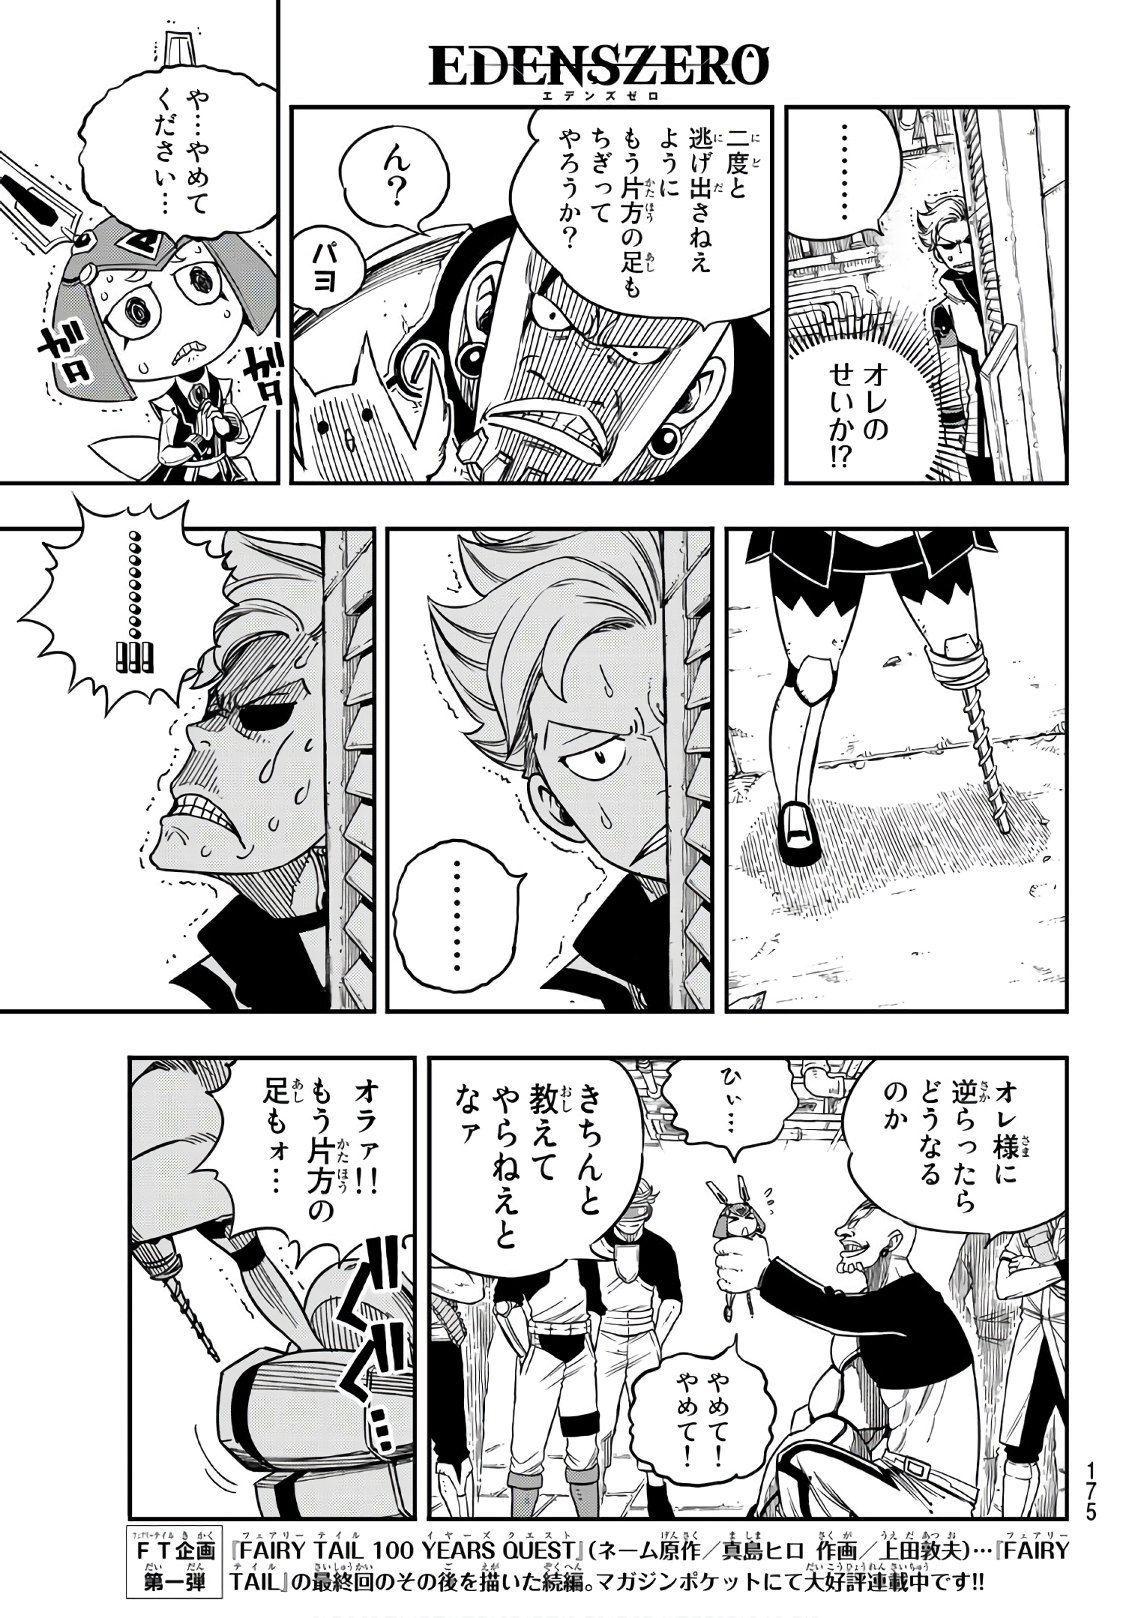 EDENSZERO
エデンズゼロ
………
オレの
せいか!?
二度と
逃げ出さねえ
ように
もう片方の足も
ちぎって
やろうか?
ん?
パヨ
や…やめて
ください…
ゼロ
ゼロ
………
………!!!
オレ様に
逆らったら
どうなる
のか
ひぃ…
きちんと
教えて
やらねえと
なァ
やめて!
やめて!
オラァ!!
もう片方の
足もォ…
FT企画
第一弾
『FAIRY TAIL 100 YEARS QUEST』(ネーム原作／真島ヒロ 作画／上田敦夫)…『FAIRY
TAIL』の最終回のその後を描いた続編。マガジンポケットにて大好評連載中です!!
175